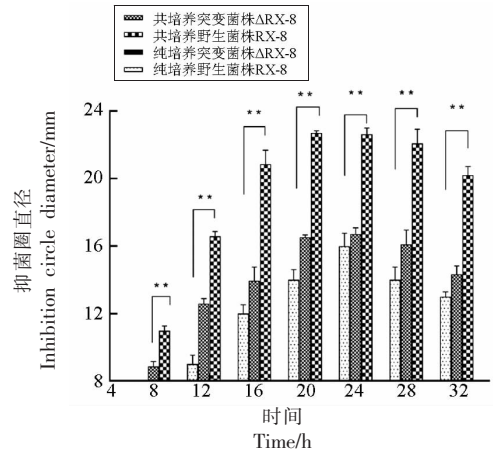 共培养突变菌株ΔRX-8
共培养野生菌株RX-8
纯培养突变菌株ΔRX-8
纯培养野生菌株RX-8
抑菌圈直径
Inhibition circle diameter/mm
24
20
16
12
8
**
**
**
**
**
**
**
4 8 12 16 20 24 28 32
时间
Time/h